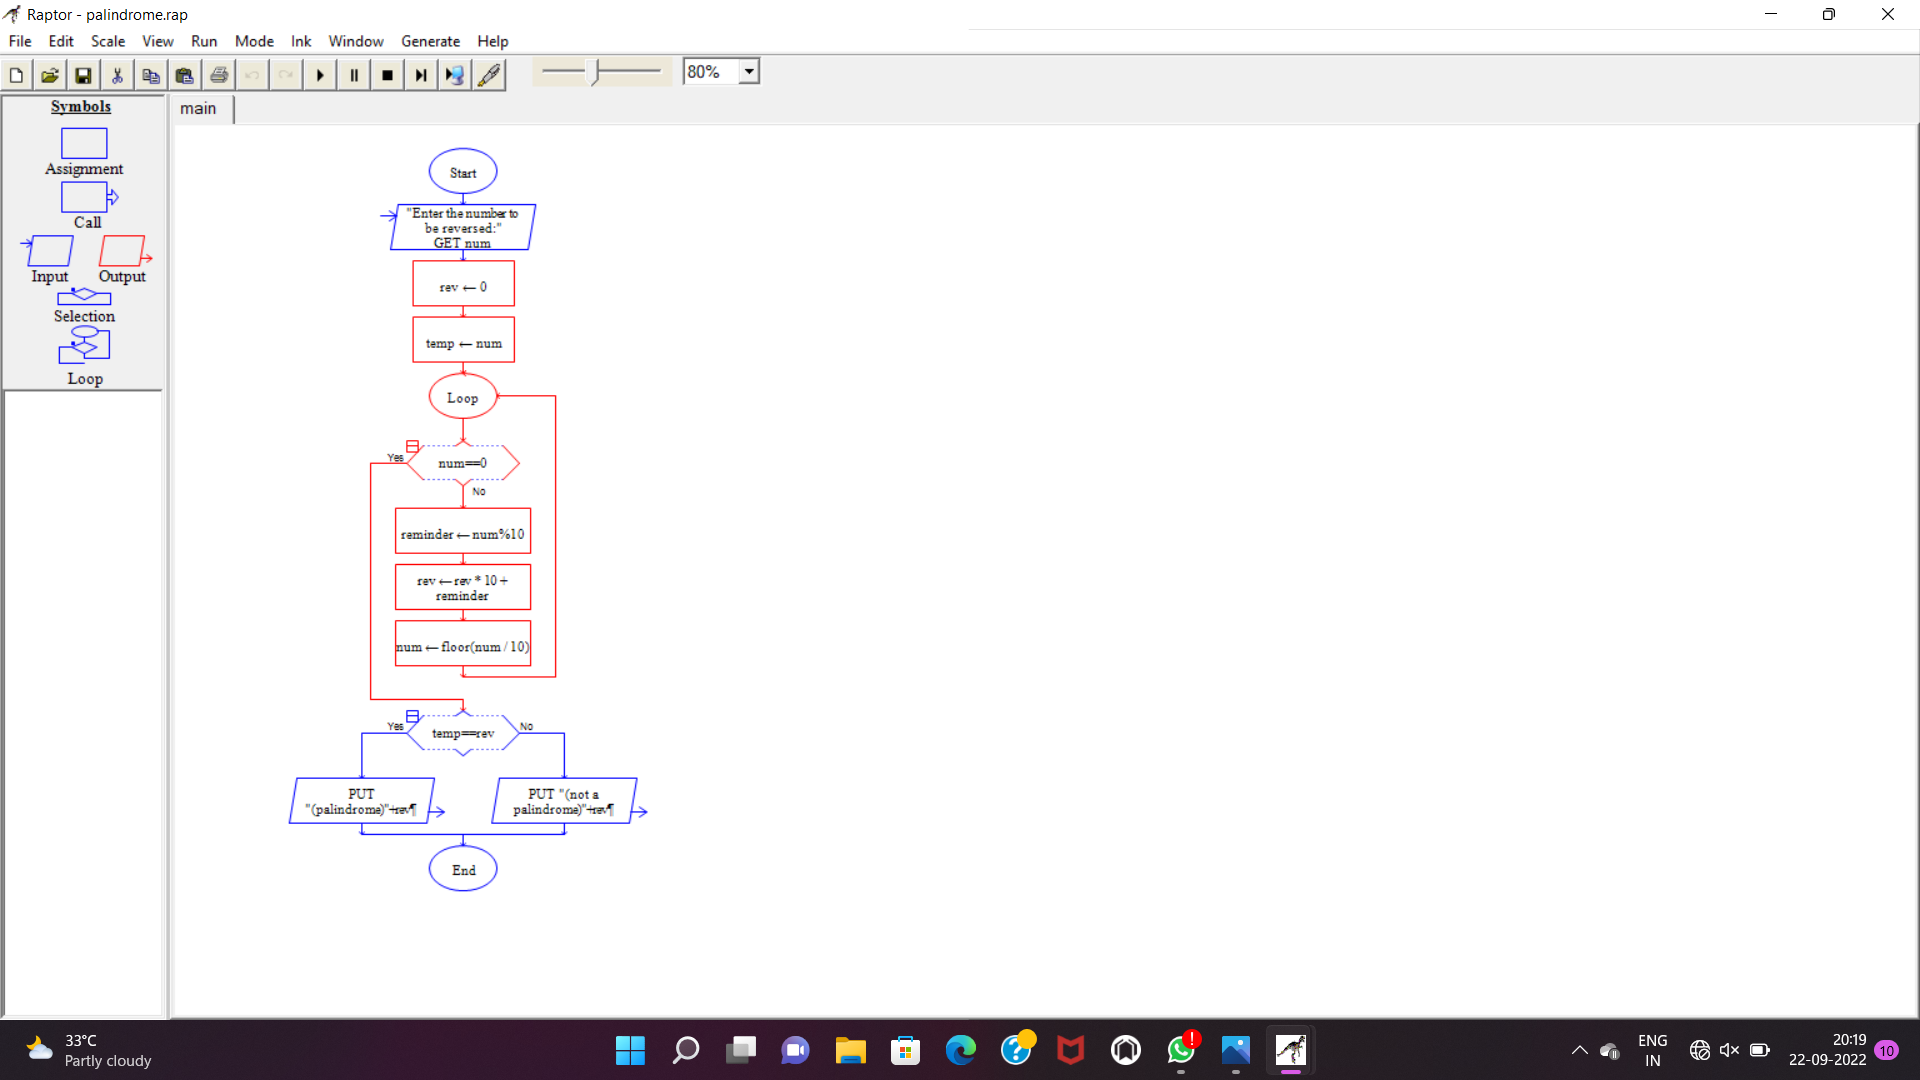 Raptor - palindrome.rap
File Edit Scale View Run Mode Ink Window Generate Help
80%
Symbols
main
Assignment
Call
Input Output
Selection
Loop
Start
"Enter the number to
be reversed:"
GET num
rev ← 0
temp ← num
Loop
Yes
num==0
No
reminder ← num%10
rev ← rev * 10 +
reminder
num ← floor(num / 10)
Yes
temp==rev
No
PUT
"(palindrome)"+rev¶
PUT "(not a
palindrome)"+rev¶
End
33°C
Partly cloudy
ENG
IN
20:19
22-09-2022
10